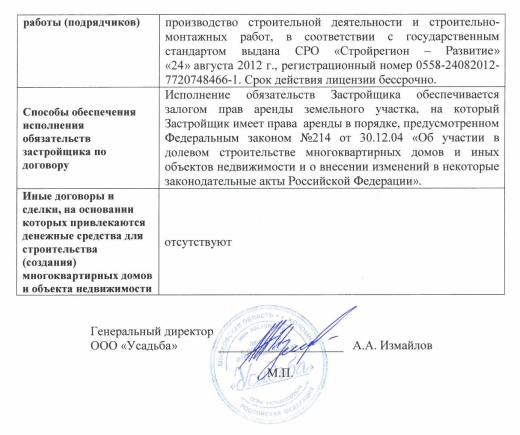 работы (подрядчиков)
производство строительной деятельности и строительно-
монтажных работ, в соответствии с государственным
стандартом выдана СРО «Стройрегион – Развитие»
«24» августа 2012 г., регистрационный номер 0558-24082012-
7720748466-1. Срок действия лицензии бессрочно.
Способы обеспечения
исполнения
обязательств
застройщика по
договору
Исполнение обязательств Застройщика обеспечивается
залогом прав аренды земельного участка, на который
Застройщик имеет права аренды в порядке, предусмотренном
Федеральным законом №214 от 30.12.04 «Об участии в
долевом строительстве многоквартирных домов и иных
объектов недвижимости и о внесении изменений в некоторые
законодательные акты Российской Федерации».
Иные договоры и
сделки, на основании
которых привлекаются
денежные средства для
строительства
(создания)
многоквартирных домов
и объекта недвижимости
отсутствуют
Генеральный директор
ООО «Усадьба»
А.А. Измайлов
М.П.
МОСКОВСКАЯ ОБЛАСТЬ
«Усадьба»
РОССИЙСКАЯ ФЕДЕРАЦИЯ